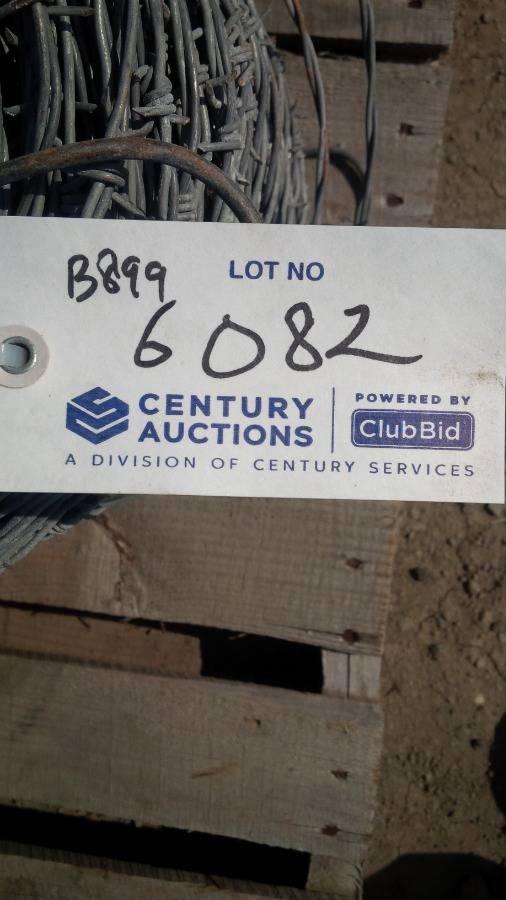 B899 LOT NO
6082
CENTURY AUCTIONS
POWERED BY
ClubBid
A DIVISION OF CENTURY SERVICES